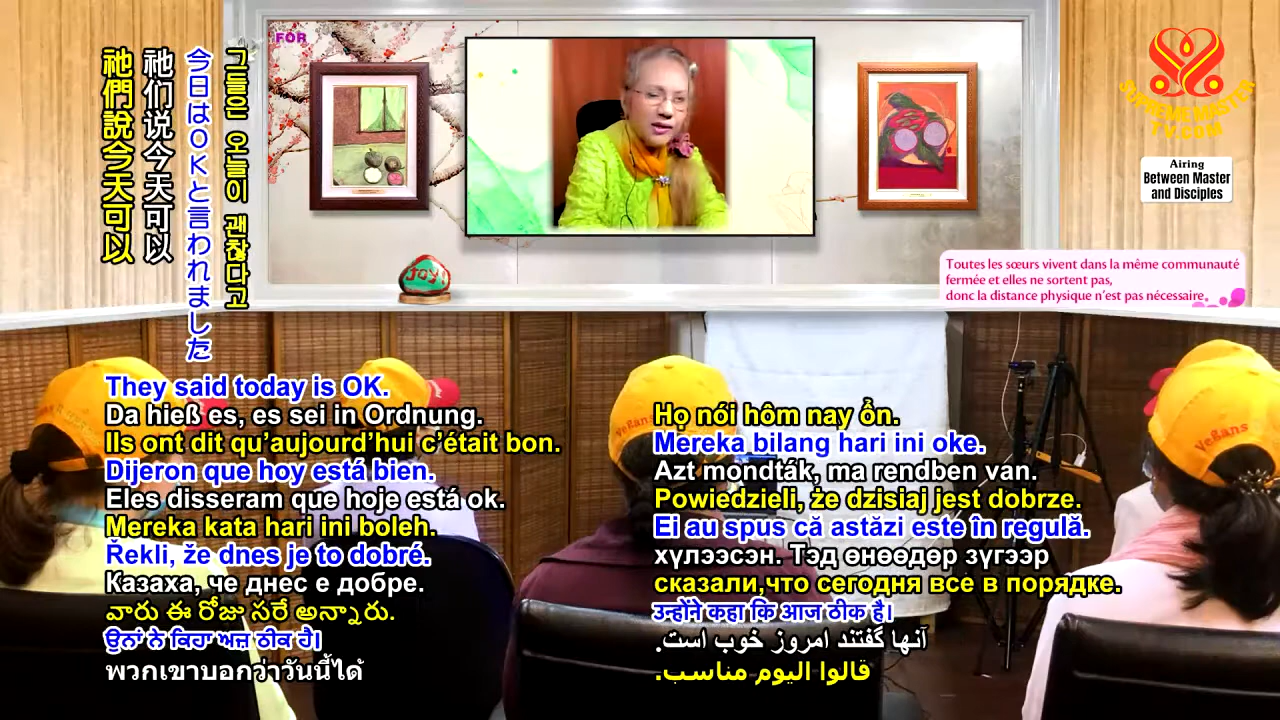 FOR
그들은 오늘이 괜찮다고
今日はOKと言われました
祂们说今天可以
祂們說今天可以
SUPREME MASTER
TV.COM
Airing
Between Master
and Disciples
Toutes les sœurs vivent dans la même communauté
fermée et elles ne sortent pas,
donc la distance physique n’est pas nécessaire.
Joy!
They said today is OK.
Da hieß es, es sei in Ordnung.
Ils ont dit qu’aujourd’hui c’était bon.
Dijeron que hoy está bien.
Eles disseram que hoje está ok.
Mereka kata hari ini boleh.
Řekli, že dnes je to dobré.
Казаха, че днес е добре.
వారు ఈ రోజు సరే అన్నారు.
ਉਨਾਂ ਨੇ ਕਿਹਾ ਅਜ਼ ਠੀਕ ਹੈ।
พวกเขาบอกว่าวันนี้ได้
Họ nói hôm nay ổn.
Mereka bilang hari ini oke.
Azt mondták, ma rendben van.
Powiedzieli, że dzisiaj jest dobrze.
Ei au spus că astăzi este în regulă.
хүлээсэн. Тэд өнөөдөр зүгээр
сказали,что сегодня все в порядке.
उन्होंने कहा कि आज ठीक है।
آنها گفتند امروز خوب است.
قالوا اليوم مناسب.
Vegans
Vegans